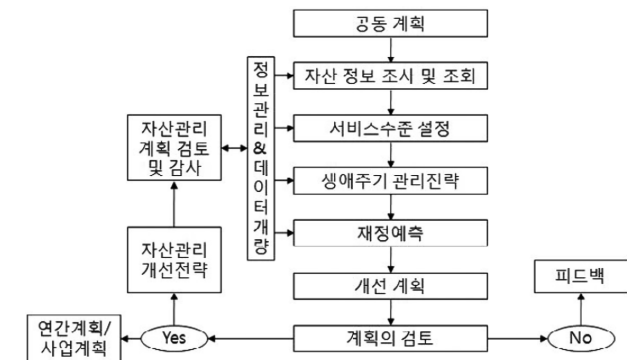 공동 계획
자산 정보 조시 및 조회
서비스수준 설정
생애주기 관리진략
재정예측
개선 계획
계획의 검토
정
보
관
리
&
데
이
터
개
량
자산관리
계획 검토
및 감사
자산관리
개선전략
연간계획/
사업계획
Yes
No
피드백